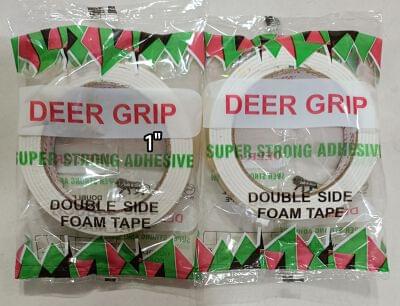 DEER GRIP
1"
SUPER STRONG ADHESIVE
DOUBLE SIDE
FOAM TAPE
DEER GRIP
SUPER STRONG ADHESIVE
DOUBLE SIDE
FOAM TAPE